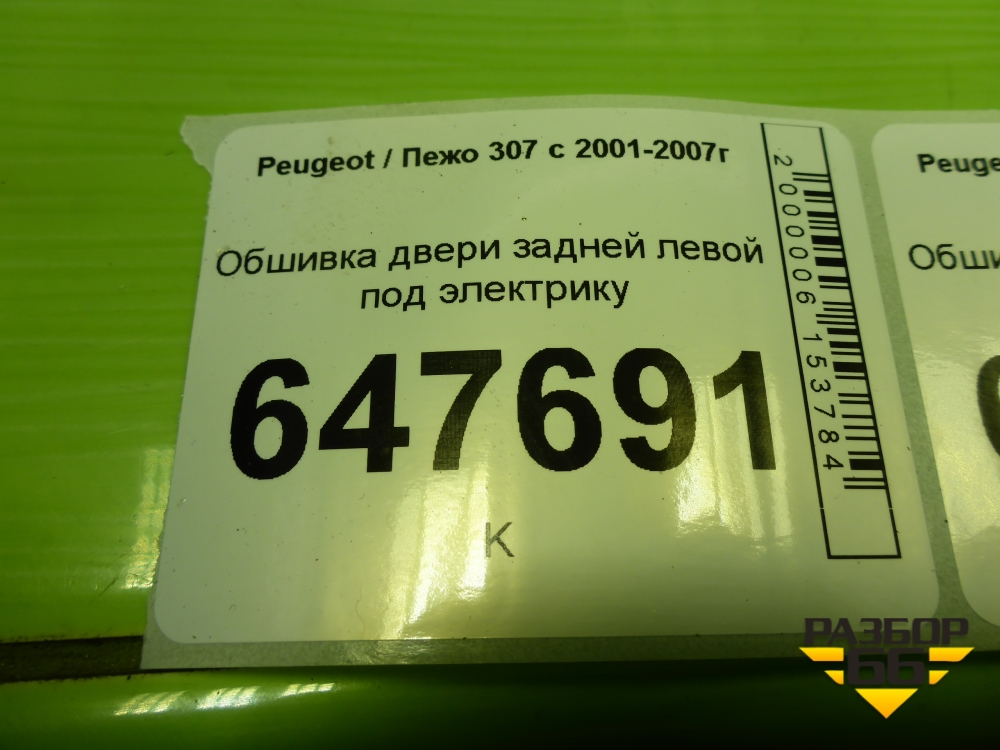 Peugeot / Пежо 307 с 2001-2007г
Обшивка двери задней левой
под электрику
647691
К
2000006153784
Peuge
Обши
РАЗБОР
66